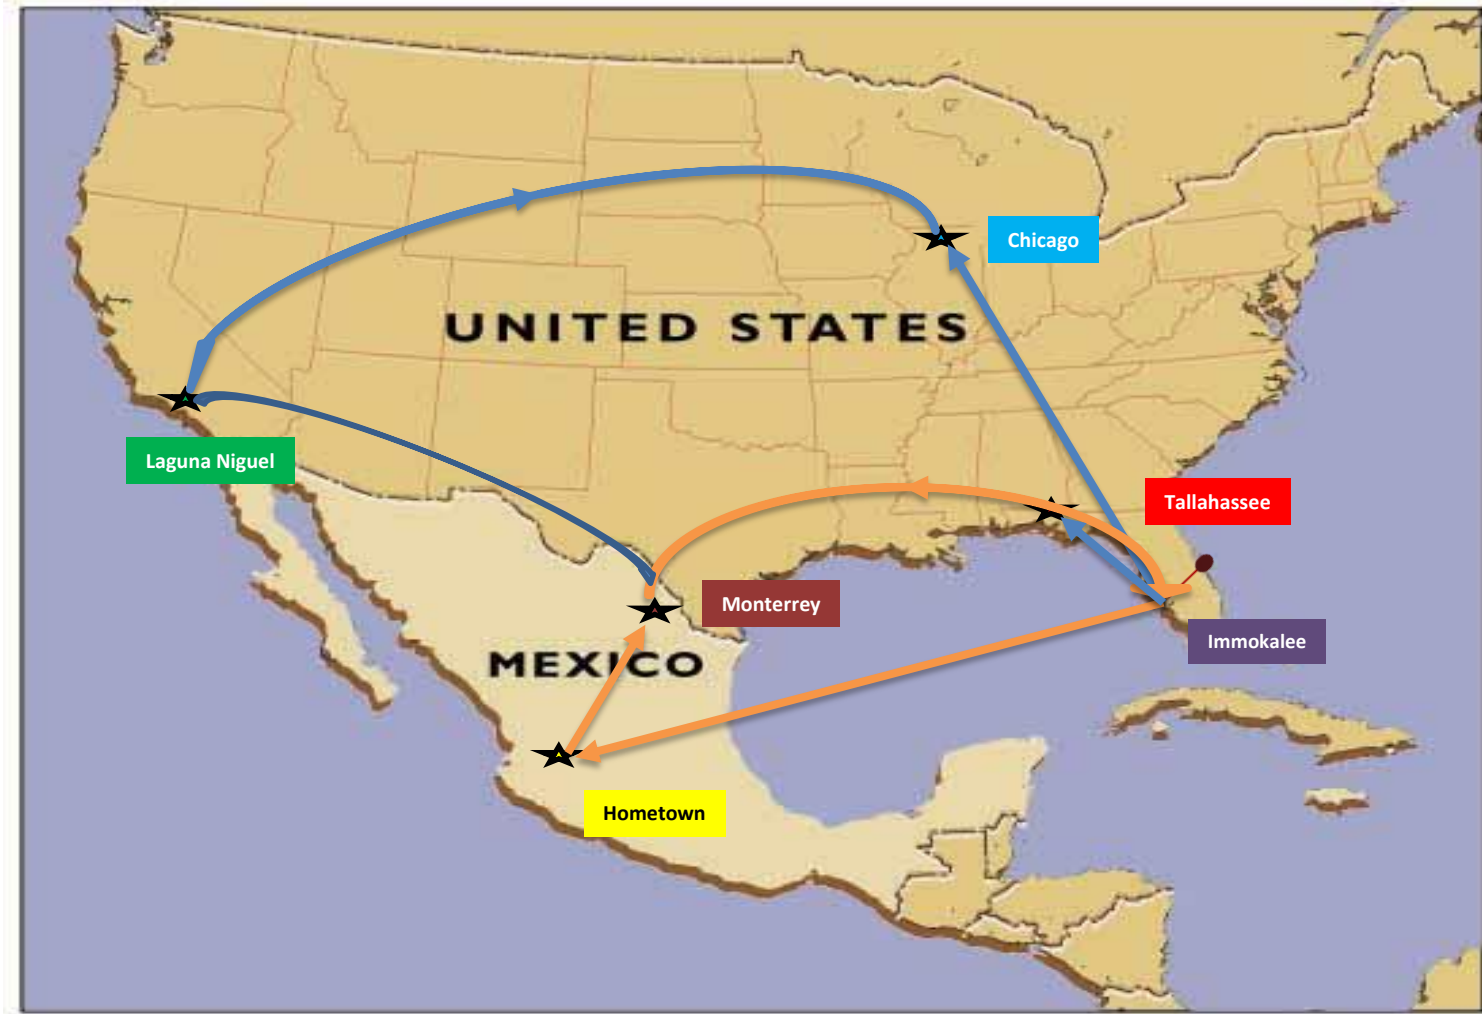 Chicago
UNITED STATES
Laguna Niguel
Tallahassee
Monterrey
Immokalee
MEXICO
Hometown